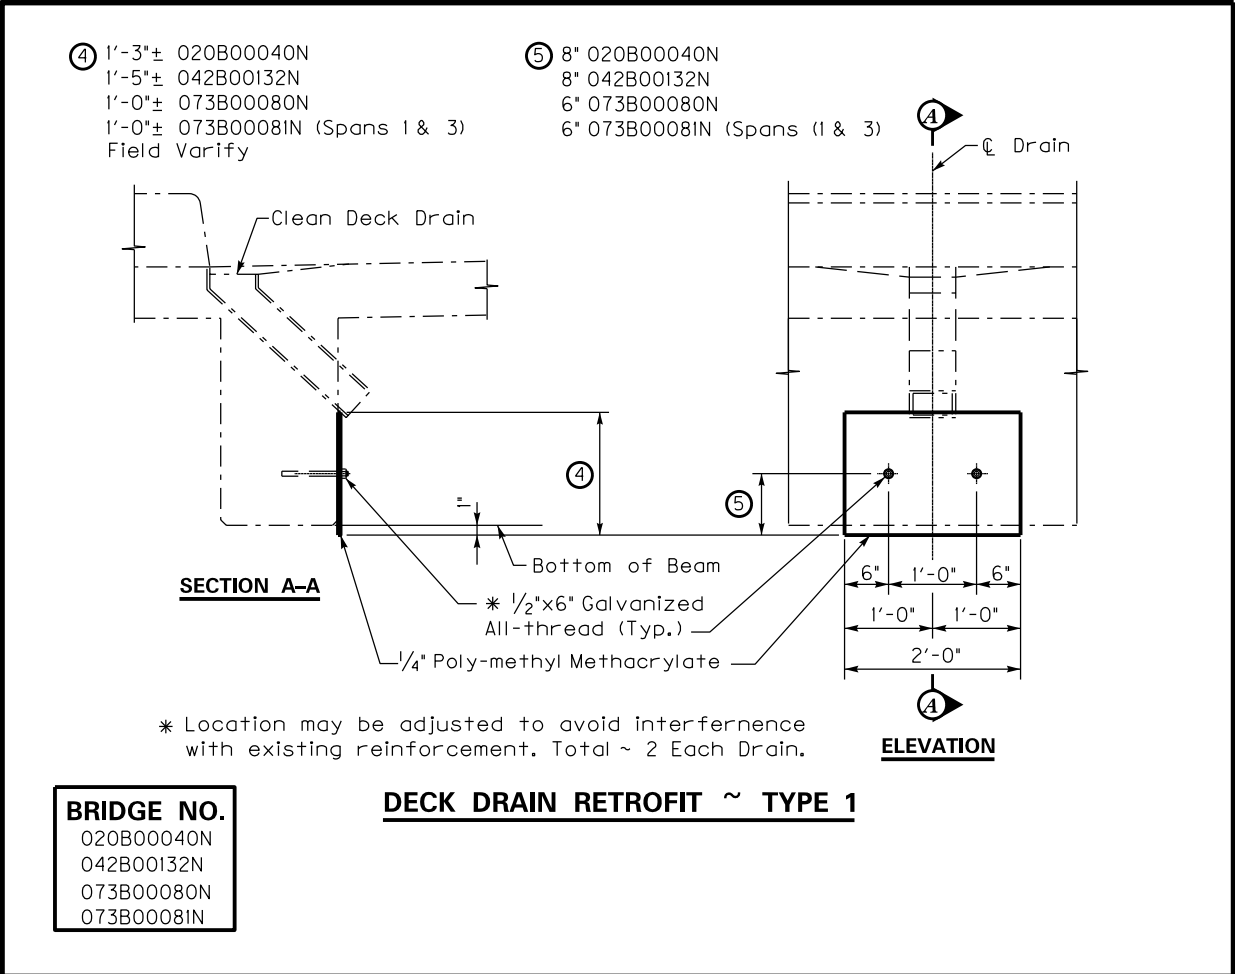 ④ 1'-3"± 020B00040N
1'-5"± 042B00132N
1'-0"± 073B00080N
1'-0"± 073B00081N (Spans 1 & 3)
Field Varify
⑤ 8" 020B00040N
8" 042B00132N
6" 073B00080N
6" 073B00081N (Spans (1 & 3)
A
℄ Drain
Clean Deck Drain
④
⑤
1"
Bottom of Beam
SECTION A–A
* 1/2"x6" Galvanized
All-thread (Typ.)
1/4" Poly-methyl Methacrylate
6" 1'-0" 6"
1'-0" 1'-0"
2'-0"
A
ELEVATION
* Location may be adjusted to avoid interfernence
with existing reinforcement. Total ~ 2 Each Drain.
DECK DRAIN RETROFIT ~ TYPE 1
BRIDGE NO.
020B00040N
042B00132N
073B00080N
073B00081N